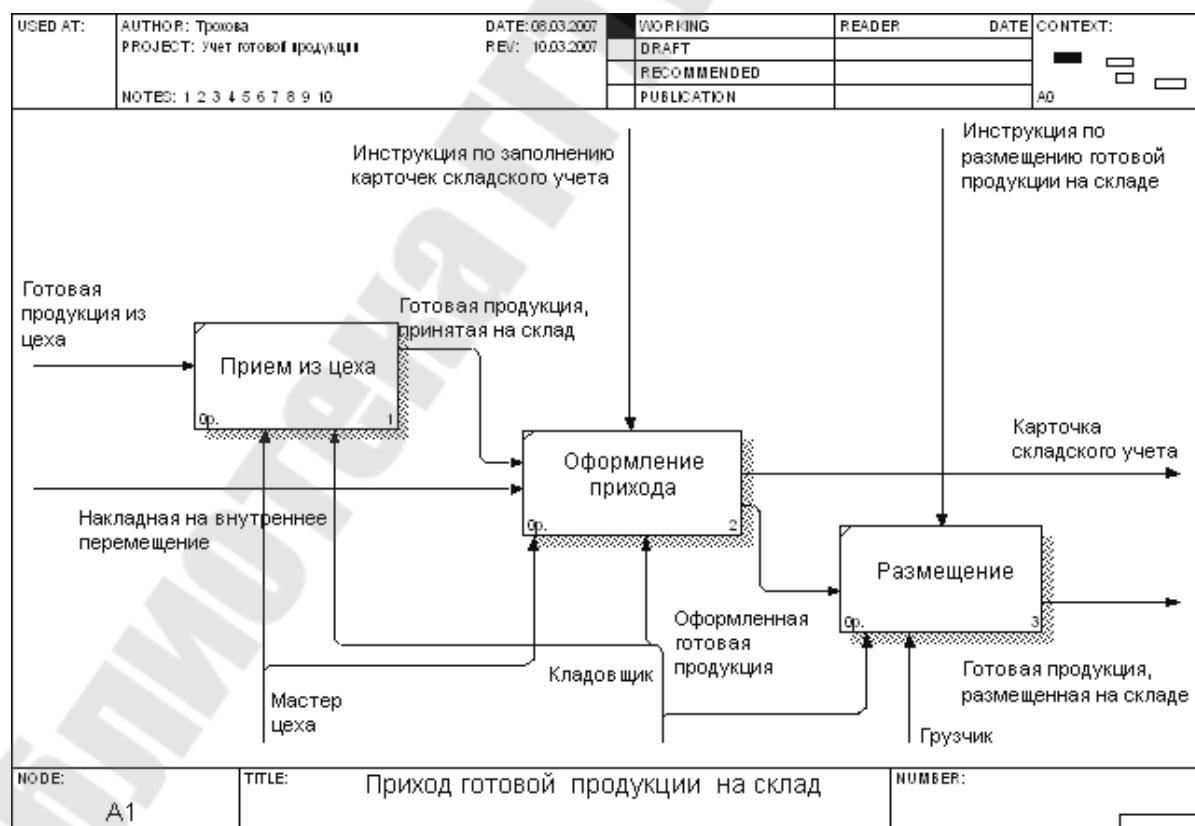 USED AT:
AUTHOR: Трохова
DATE: 08.03.2007
PROJECT: Учет готовой продукции
REV: 10.03.2007
NOTES: 1 2 3 4 5 6 7 8 9 10
WORKING
DRAFT
RECOMMENDED
PUBLICATION
READER
DATE
CONTEXT:
A0
Инструкция по заполнению
карточек складского учета
Инструкция по
размещению готовой
продукции на складе
Готовая
продукция из
цеха
Готовая продукция,
принятая на склад
Прием из цеха
0р.
1
Карточка
складского учета
Оформление
прихода
0р.
2
Накладная на внутреннее
перемещение
Размещение
0р.
3
Оформленная
готовая
продукция
Кладовщик
Готовая продукция,
размещенная на складе
Мастер
цеха
Грузчик
NODE:
A1
TITLE:
Приход готовой продукции на склад
NUMBER: